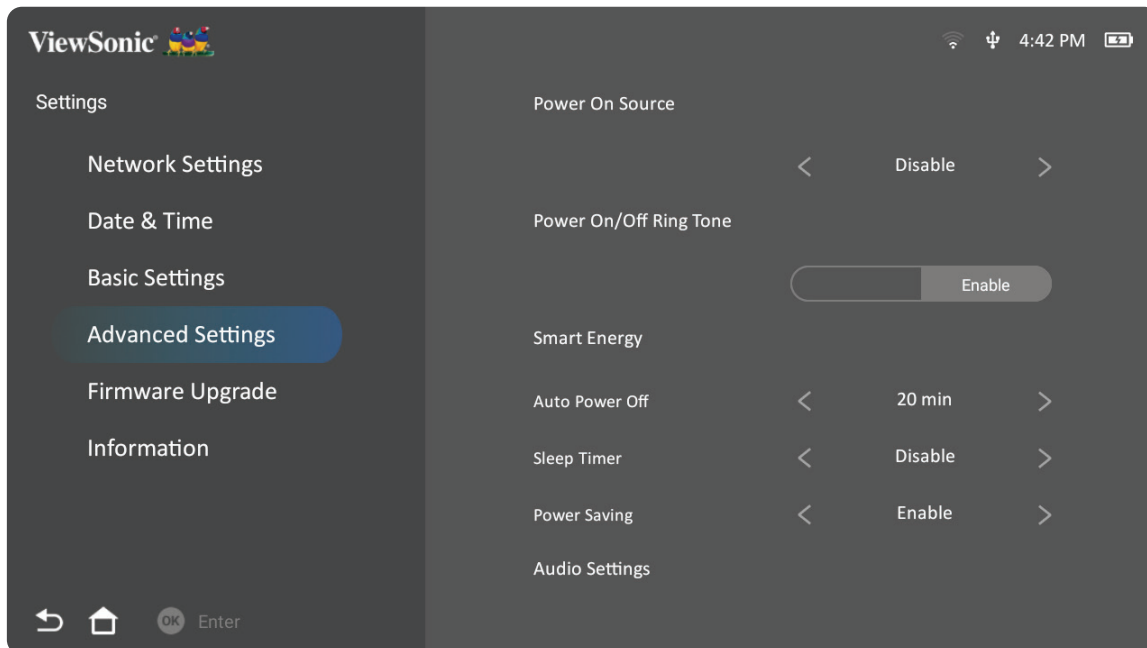 ViewSonic®
4:42 PM
Settings
Network Settings
Date & Time
Basic Settings
Advanced Settings
Firmware Upgrade
Information
OK Enter
Power On Source
Disable
Power On/Off Ring Tone
Enable
Smart Energy
Auto Power Off 20 min
Sleep Timer Disable
Power Saving Enable
Audio Settings